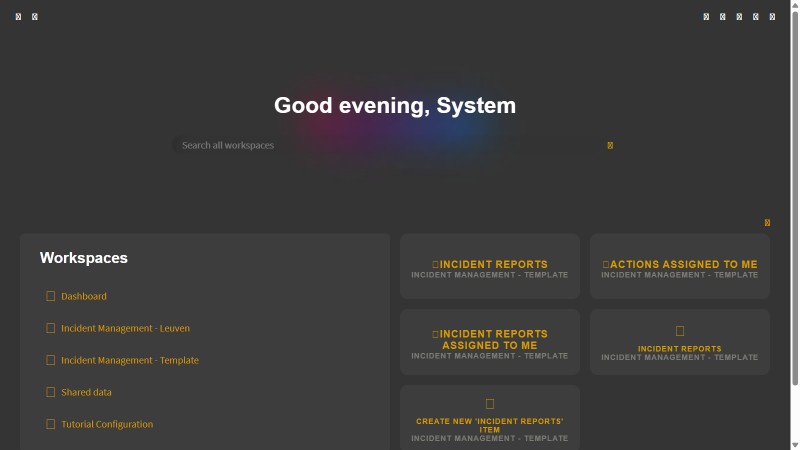 Good evening, System
Search all workspaces
Workspaces
Dashboard
Incident Management - Leuven
Incident Management - Template
Shared data
Tutorial Configuration
INCIDENT REPORTS
INCIDENT MANAGEMENT - TEMPLATE
ACTIONS ASSIGNED TO ME
INCIDENT MANAGEMENT - TEMPLATE
INCIDENT REPORTS
ASSIGNED TO ME
INCIDENT MANAGEMENT - TEMPLATE
INCIDENT REPORTS
INCIDENT MANAGEMENT - TEMPLATE
CREATE NEW 'INCIDENT REPORTS'
ITEM
INCIDENT MANAGEMENT - TEMPLATE